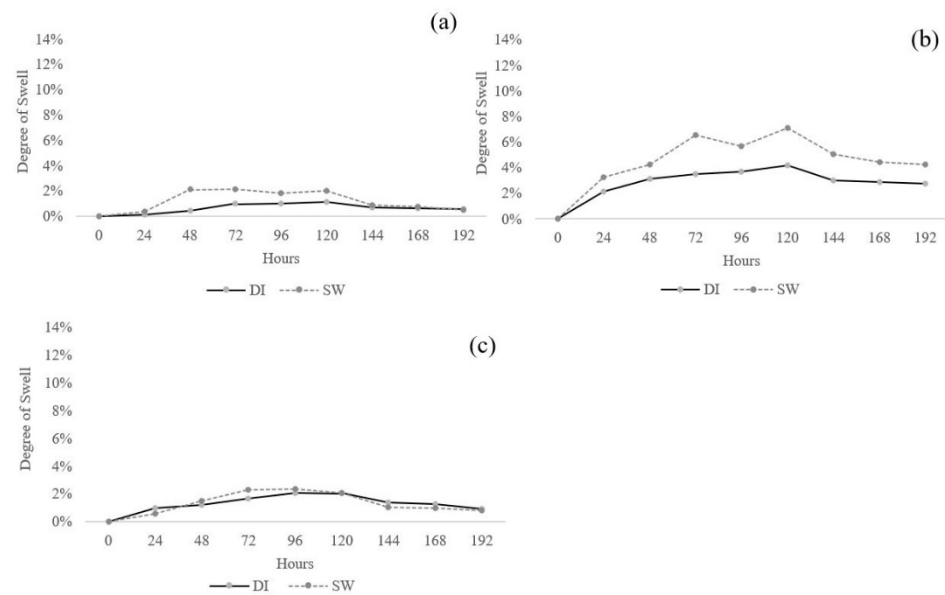 (a)
14%
12%
10%
8%
6%
4%
2%
0%
Degree of Swell
0 24 48 72 96 120 144 168 192
Hours
DI SW
(b)
14%
12%
10%
8%
6%
4%
2%
0%
Degree of Swell
0 24 48 72 96 120 144 168 192
Hours
DI SW
(c)
14%
12%
10%
8%
6%
4%
2%
0%
Degree of Swell
0 24 48 72 96 120 144 168 192
Hours
DI SW